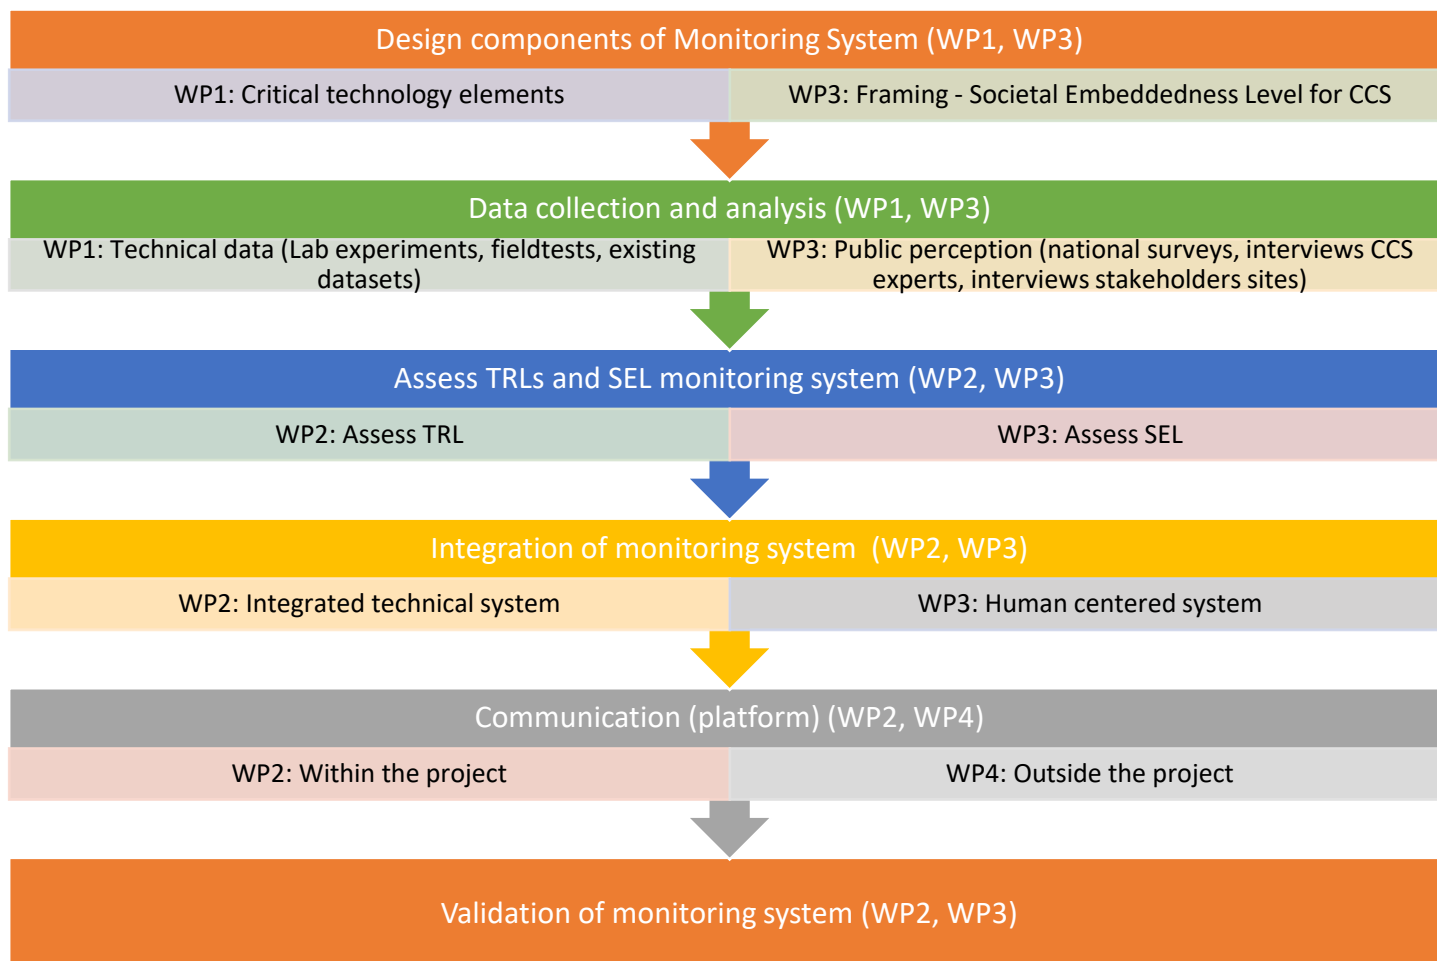 Design components of Monitoring System (WP1, WP3)
WP1: Critical technology elements
WP3: Framing - Societal Embeddedness Level for CCS
Data collection and analysis (WP1, WP3)
WP1: Technical data (Lab experiments, fieldtests, existing
datasets)
WP3: Public perception (national surveys, interviews CCS
experts, interviews stakeholders sites)
Assess TRLs and SEL monitoring system (WP2, WP3)
WP2: Assess TRL
WP3: Assess SEL
Integration of monitoring system  (WP2, WP3)
WP2: Integrated technical system
WP3: Human centered system
Communication (platform) (WP2, WP4)
WP2: Within the project
WP4: Outside the project
Validation of monitoring system (WP2, WP3)